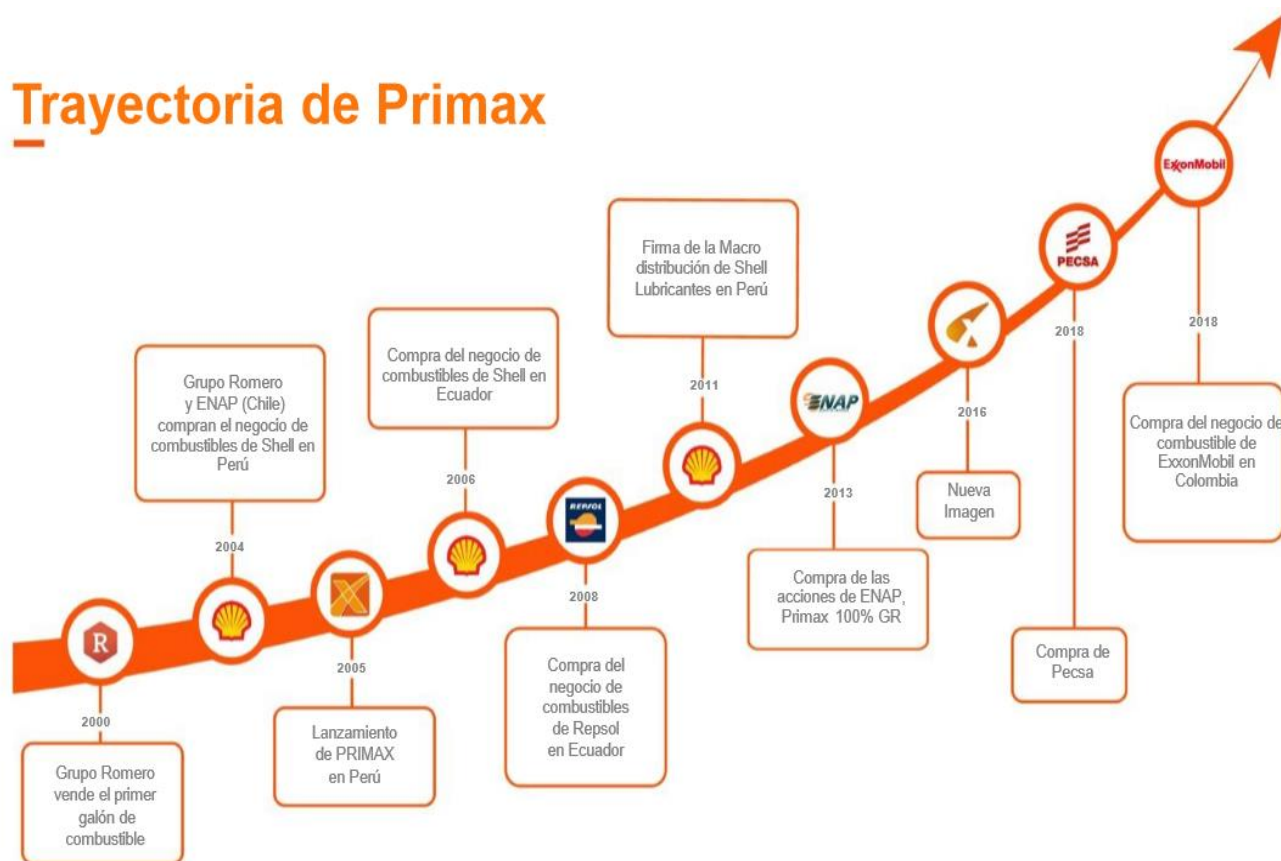 Trayectoria de Primax
R
2000
Grupo Romero
vende el primer
galón de
combustible
Grupo Romero
y ENAP (Chile)
compran el negocio de
combustibles de Shell en
Perú
2004
2005
Lanzamiento
de PRIMAX
en Perú
Compra del negocio de
combustibles de Shell en
Ecuador
2006
REPSOL
2008
Compra del
negocio de
combustibles
de Repsol
en Ecuador
Firma de la Macro
distribución de Shell
Lubricantes en Perú
2011
ENAP
2013
Compra de las
acciones de ENAP,
Primax 100% GR
2016
Nueva
Imagen
PECSA
2018
Compra de
Pecsa
ExxonMobil
2018
Compra del negocio de
combustible de
ExxonMobil en
Colombia